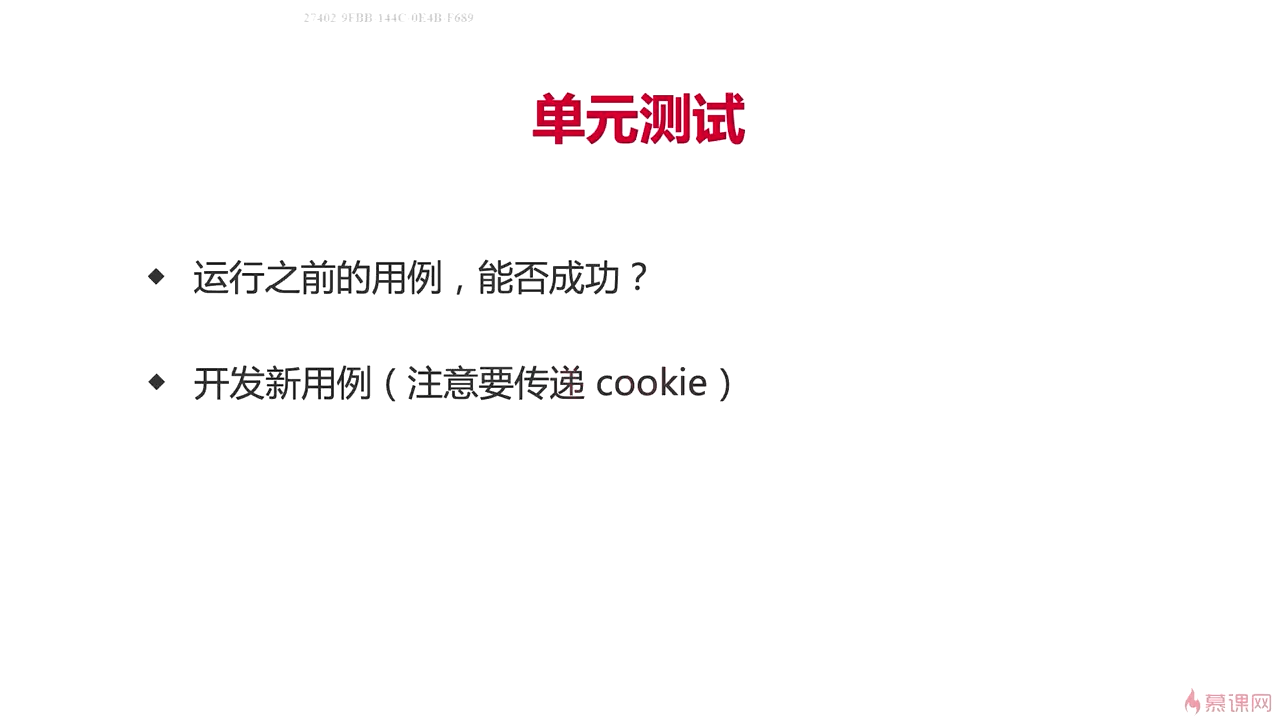 27402-9FBB-144C-0E4B-F689
单元测试
◆ 运行之前的用例，能否成功？
◆ 开发新用例（注意要传递 cookie）
慕课网